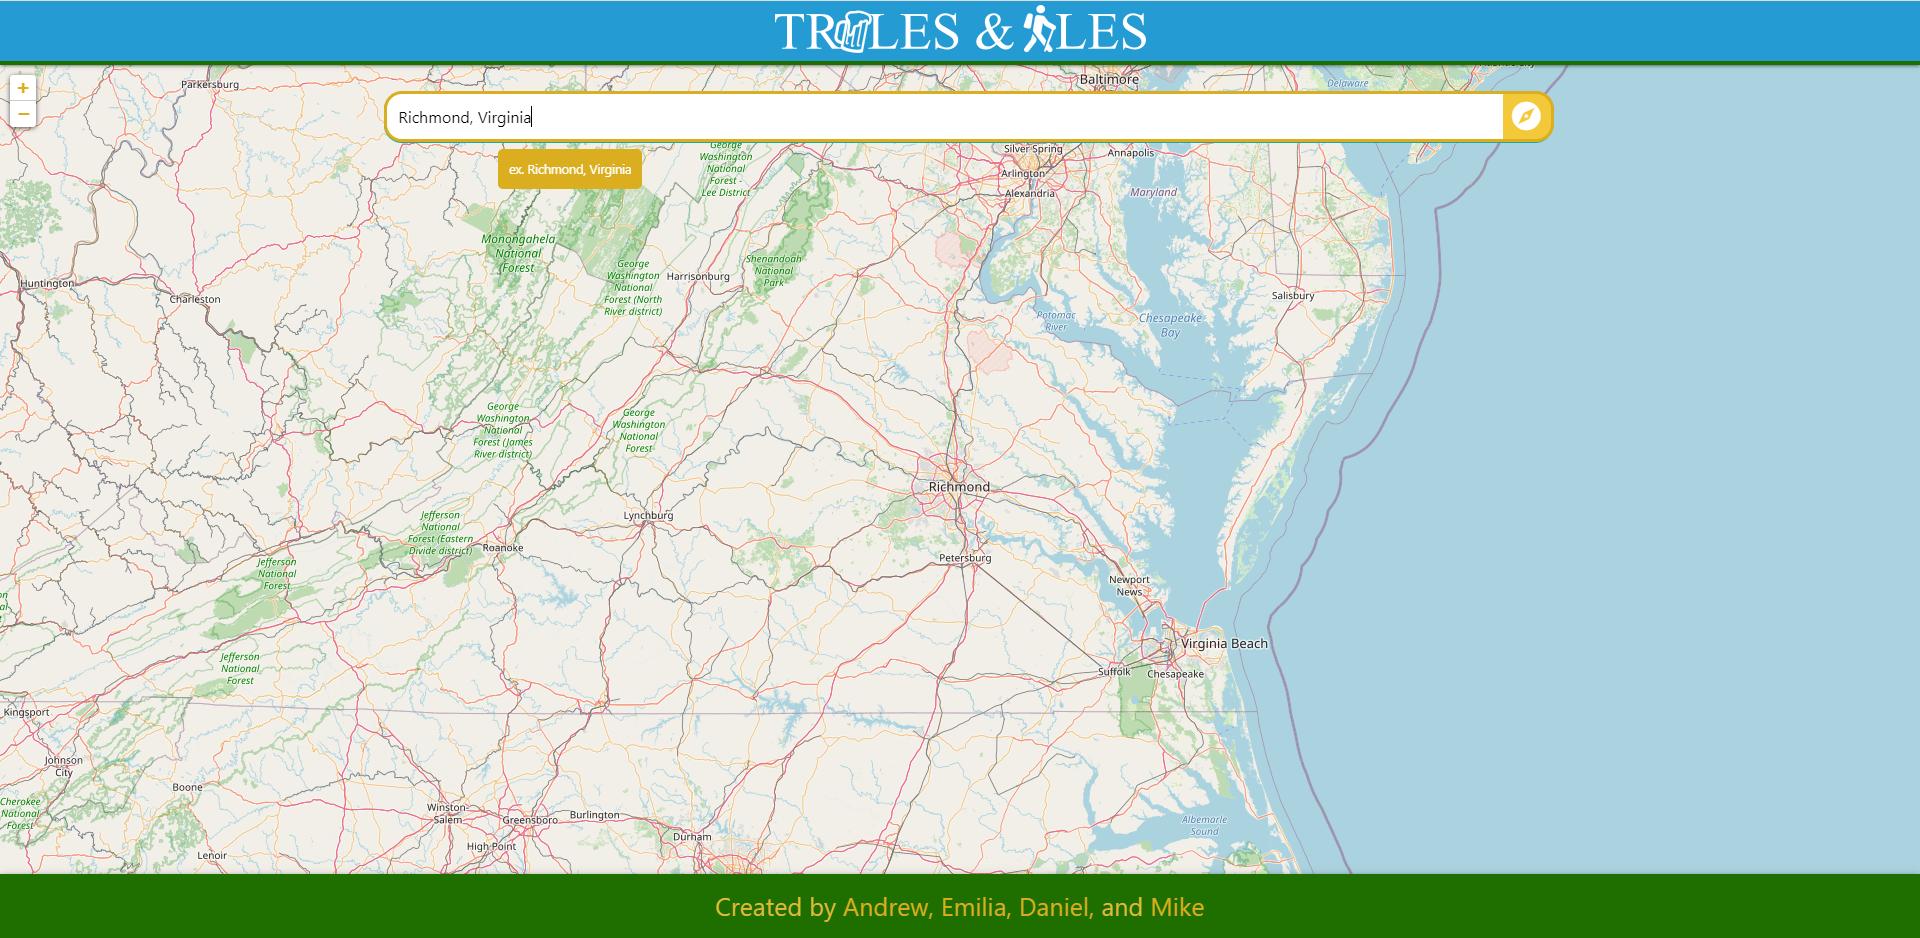 TR LES & LES
Parkersburg
Baltimore
Delaware
+
−
Richmond, Virginia
George
Washington
National
Forest -
Lee District
Silver Spring
Annapolis
ex. Richmond, Virginia
Arlington
Alexandria
Maryland
Monongahela
National
Forest
George
Washington
National
Forest (North
River district)
Harrisonburg
Shenandoah
National
Park
Huntington
Charleston
Salisbury
Potomac
River
Chesapeake
Bay
George
Washington
National
Forest (James
River district)
George
Washington
National
Forest
Richmond
Lynchburg
Jefferson
National
Forest (Eastern
Divide district)
Roanoke
Petersburg
Jefferson
National
Forest
Newport
News
Virginia Beach
Suffolk
Chesapeake
Jefferson
National
Forest
Kingsport
Johnson
City
Boone
Cherokee
National
Forest
Winston-
Salem
Greensboro
Burlington
High Point
Durham
Lenoir
Albemarle
Sound
Created by Andrew, Emilia, Daniel, and Mike